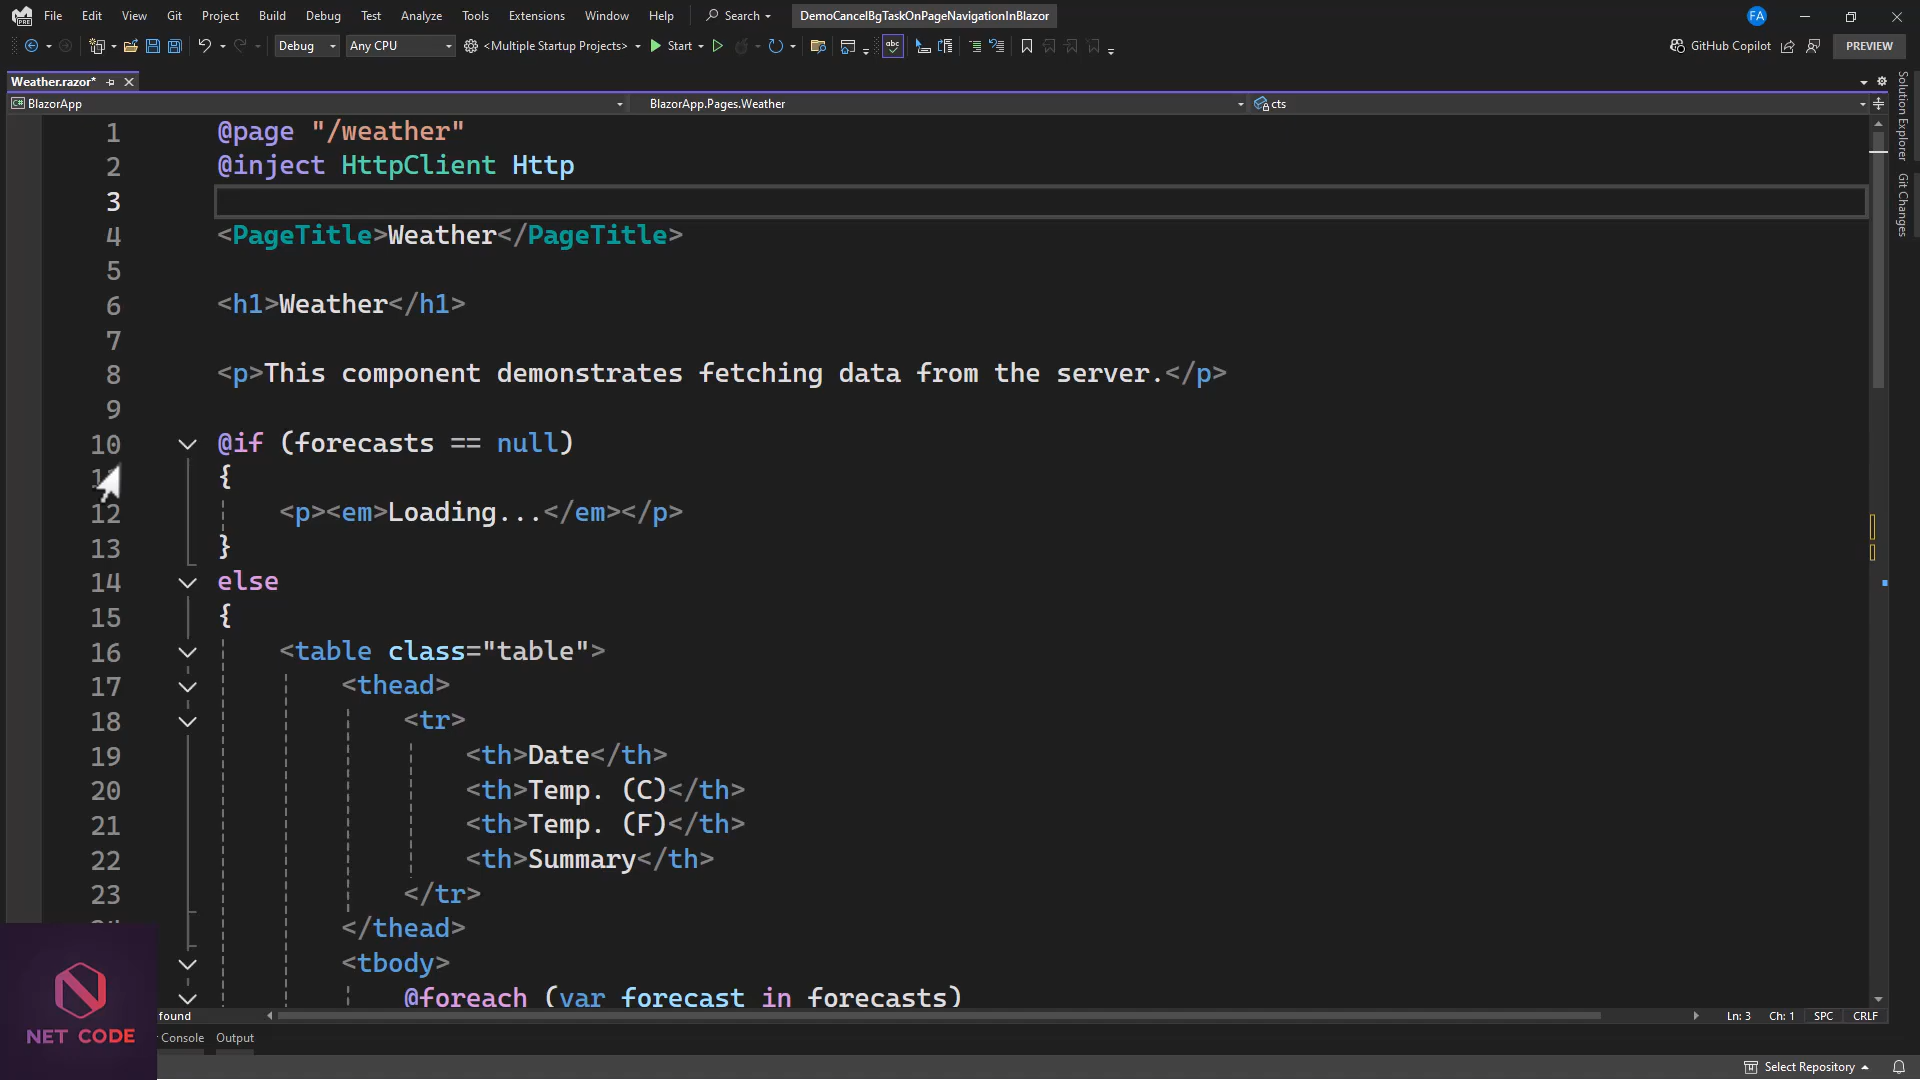 File Edit View Git Project Build Debug Test Analyze Tools Extensions Window Help Search DemoCancelBgTaskOnPageNavigationInBlazor FA
Debug Any CPU <Multiple Startup Projects> Start GitHub Copilot PREVIEW
Weather.razor*
BlazorApp BlazorApp.Pages.Weather cts
Solution Explorer
Git Changes
1 @page "/weather"
2 @inject HttpClient Http
3
4 <PageTitle>Weather</PageTitle>
5
6 <h1>Weather</h1>
7
8 <p>This component demonstrates fetching data from the server.</p>
9
10 @if (forecasts == null)
{
12 <p><em>Loading...</em></p>
13 }
14 else
15 {
16 <table class="table">
17 <thead>
18 <tr>
19 <th>Date</th>
20 <th>Temp. (C)</th>
21 <th>Temp. (F)</th>
22 <th>Summary</th>
23 </tr>
</thead>
<tbody>
@foreach (var forecast in forecasts)
found Ln: 3 Ch: 1 SPC CRLF
NET CODE
Console Output
Select Repository